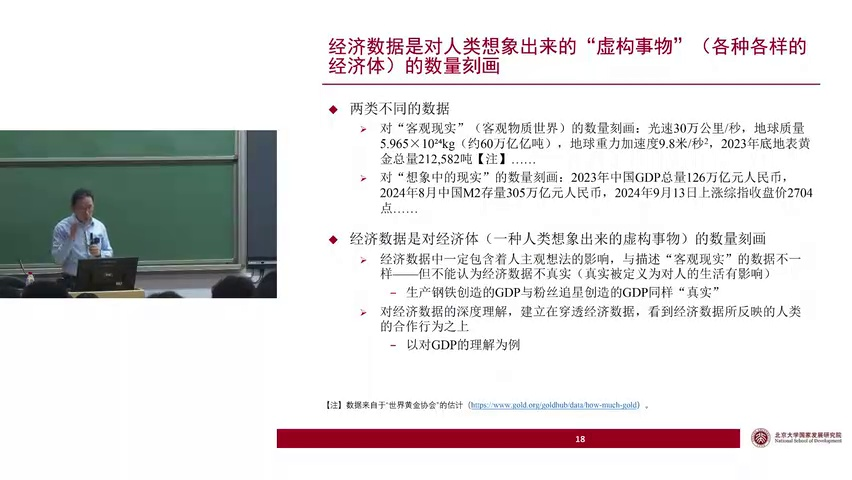 经济数据是对人类想象出来的“虚构事物”（各种各样的
经济体）的数量刻画
◆ 两类不同的数据
➢ 对“客观现实”（客观物质世界）的数量刻画：光速30万公里/秒，地球质量
5.965×10²⁴kg（约60万亿亿吨），地球重力加速度9.8米/秒²，2023年底地表黄
金总量212,582吨【注】……
➢ 对“想象中的现实”的数量刻画：2023年中国GDP总量126万亿元人民币，
2024年8月中国M2存量305万亿元人民币，2024年9月13日上涨综指收盘价2704
点……
◆ 经济数据是对经济体（一种人类想象出来的虚构事物）的数量刻画
➢ 经济数据中一定包含着人主观想法的影响，与描述“客观现实”的数据不一
样——但不能认为经济数据不真实（真实被定义为对人的生活有影响）
– 生产钢铁创造的GDP与粉丝追星创造的GDP同样“真实”
➢ 对经济数据的深度理解，建立在穿透经济数据，看到经济数据所反映的人类
的合作行为之上
– 以对GDP的理解为例
【注】数据来自于“世界黄金协会”的估计（https://www.gold.org/goldhub/data/how-much-gold）。
18
北京大学国家发展研究院
National School of Development